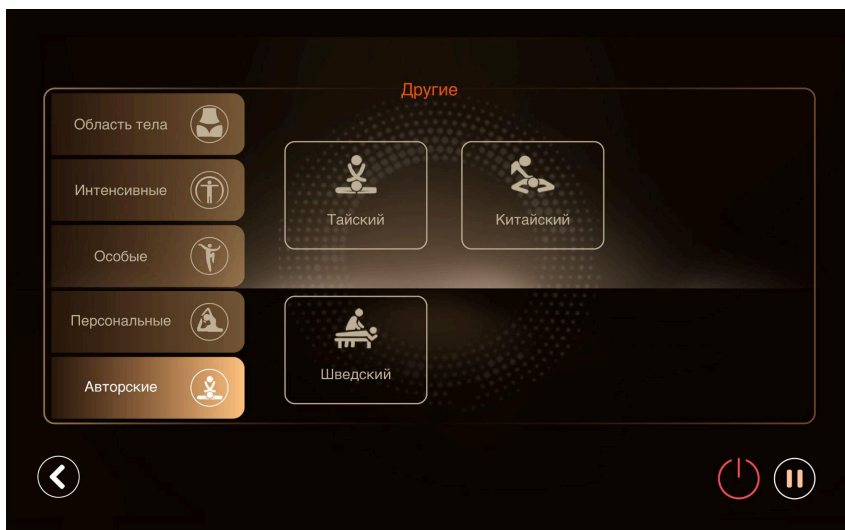 Другие
Область тела
Интенсивные
Особые
Персональные
Авторские
Тайский
Китайский
Шведский